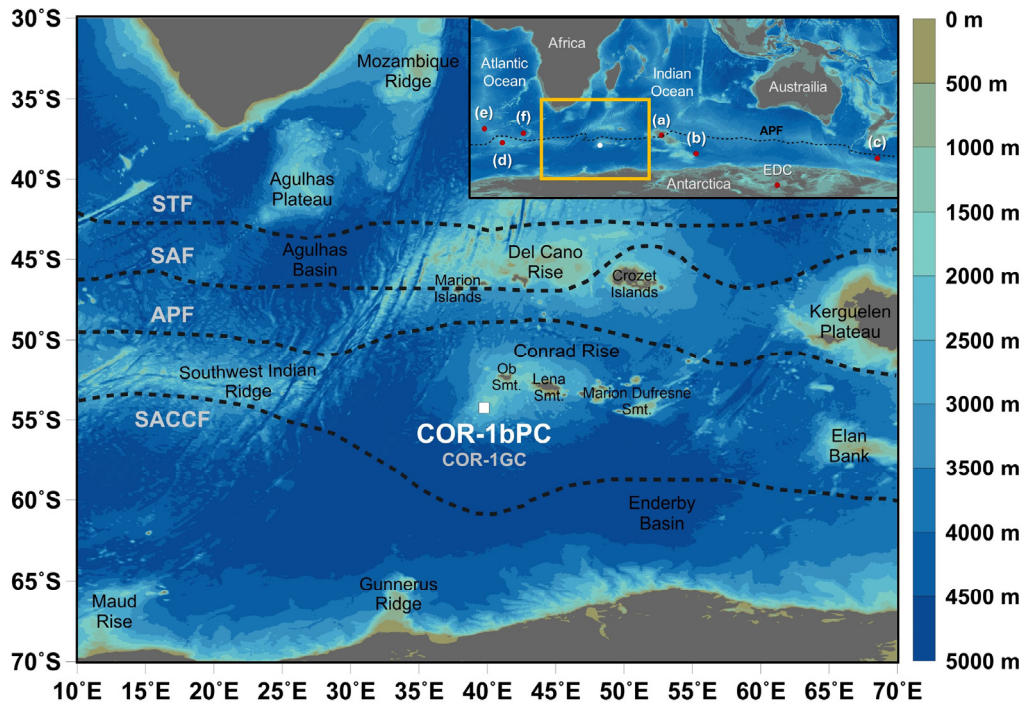 30°S
35°S
40°S
45°S
50°S
55°S
60°S
65°S
70°S
10°E
15°E
20°E
25°E
30°E
35°E
40°E
45°E
50°E
55°E
60°E
65°E
70°E
Mozambique
Ridge
Agulhas
Plateau
STF
SAF
Agulhas
Basin
Del Cano
Rise
Marion
Islands
Crozet
Islands
APF
Kerguelen
Plateau
Conrad Rise
Southwest Indian
Ridge
Ob
Smt.
Lena
Smt.
Marion Dufresne
Smt.
SACCF
COR-1bPC
COR-1GC
Elan
Bank
Enderby
Basin
Gunnerus
Ridge
Maud
Rise
Africa
Atlantic
Ocean
Indian
Ocean
Austrailia
(e)
(f)
(a)
APF
(b)
(c)
(d)
EDC
Antarctica
0 m
500 m
1000 m
1500 m
2000 m
2500 m
3000 m
3500 m
4000 m
4500 m
5000 m